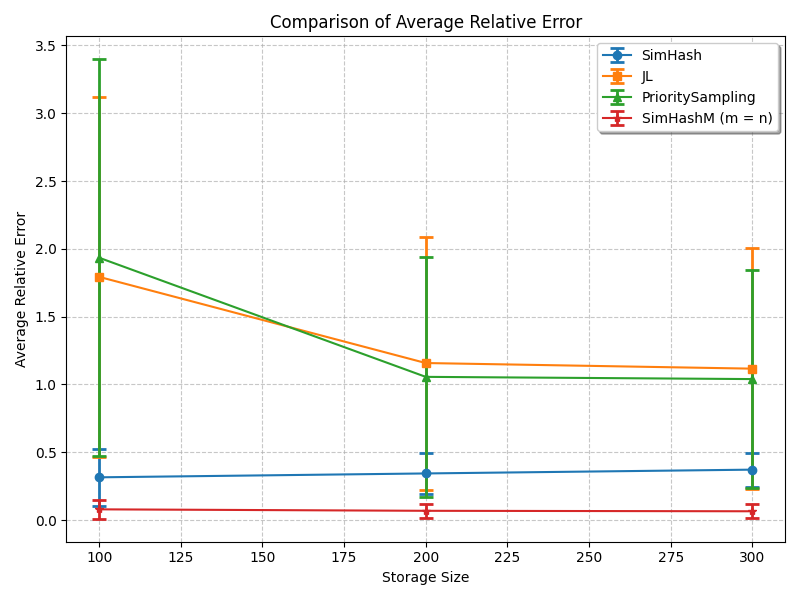 Comparison of Average Relative Error
SimHash
JL
PrioritySampling
SimHashM (m = n)
Average Relative Error
3.5
3.0
2.5
2.0
1.5
1.0
0.5
0.0
100
125
150
175
200
225
250
275
300
Storage Size